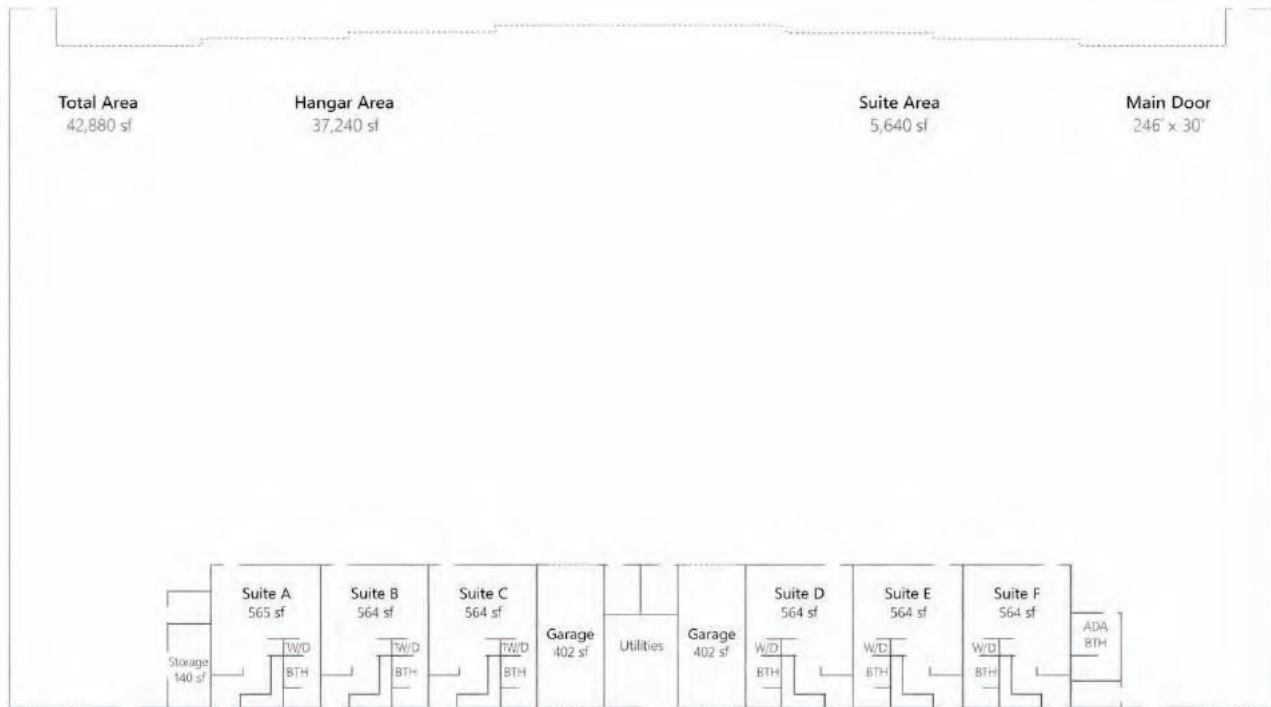 Total Area
42,880 sf
Hangar Area
37,240 sf
Suite Area
5,640 sf
Main Door
246' x 30'
Suite A
565 sf
Suite B
564 sf
Suite C
564 sf
Suite D
564 sf
Suite E
564 sf
Suite F
564 sf
Garage
402 sf
Utilities
Garage
402 sf
Storage
140 sf
ADA
BTH
W/D
W/D
W/D
W/D
W/D
W/D
BTH
BTH
BTH
BTH
BTH
BTH